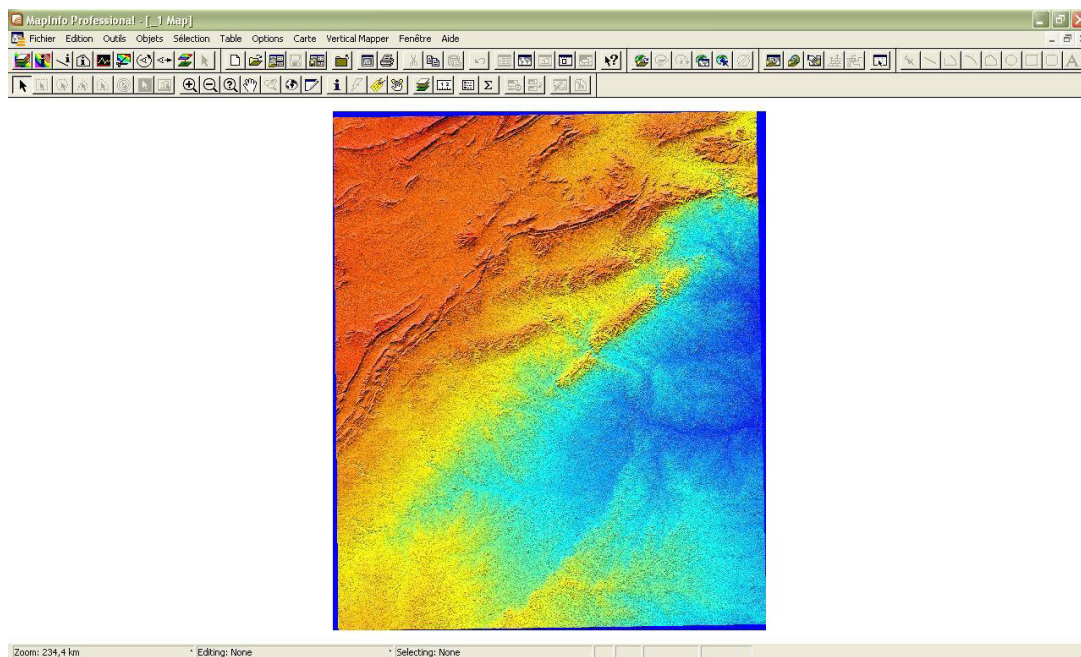 MapInfo Professional - [_1 Map]
Fichier Edition Outils Objets Sélection Table Options Carte Vertical Mapper Fenêtre Aide
Zoom: 234,4 km * Editing: None * Selecting: None